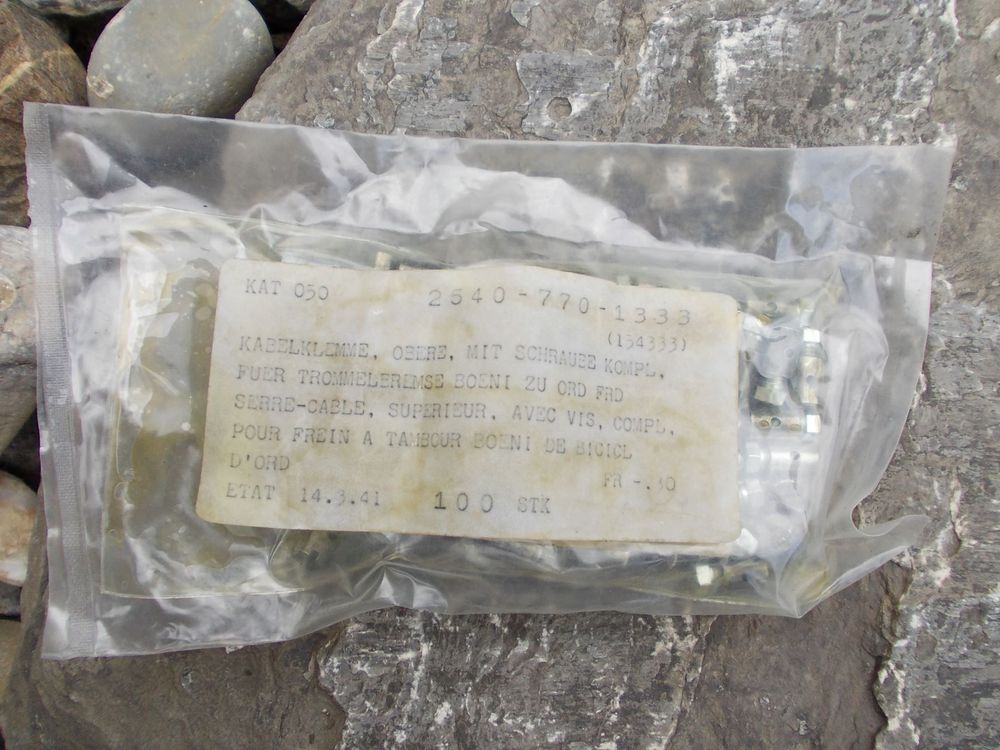 KAT 050 2540-770-1333
(154333)
KABELKLEMME, OBERE, MIT SCHRAUBE KOMPL,
FUER TROMMELBREMSE BOENI ZU ORD FRD
SERRE-CABLE, SUPERIEUR, AVEC VIS, COMPL,
POUR FREIN A TAMBOUR BOENI DE BICICL
D'ORD FR -.30
ETAT 14.3.41 100 STK